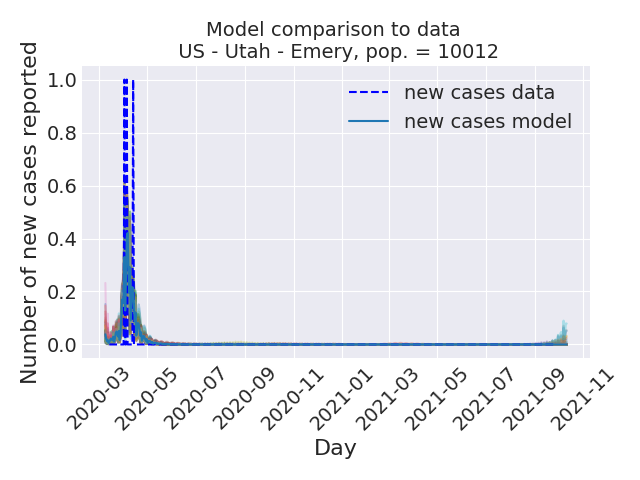 Model comparison to data
US - Utah - Emery, pop. = 10012
Number of new cases reported
1.0
0.8
0.6
0.4
0.2
0.0
new cases data
new cases model
2020-03
2020-05
2020-07
2020-09
2020-11
2021-01
2021-03
2021-05
2021-07
2021-09
2021-11
Day